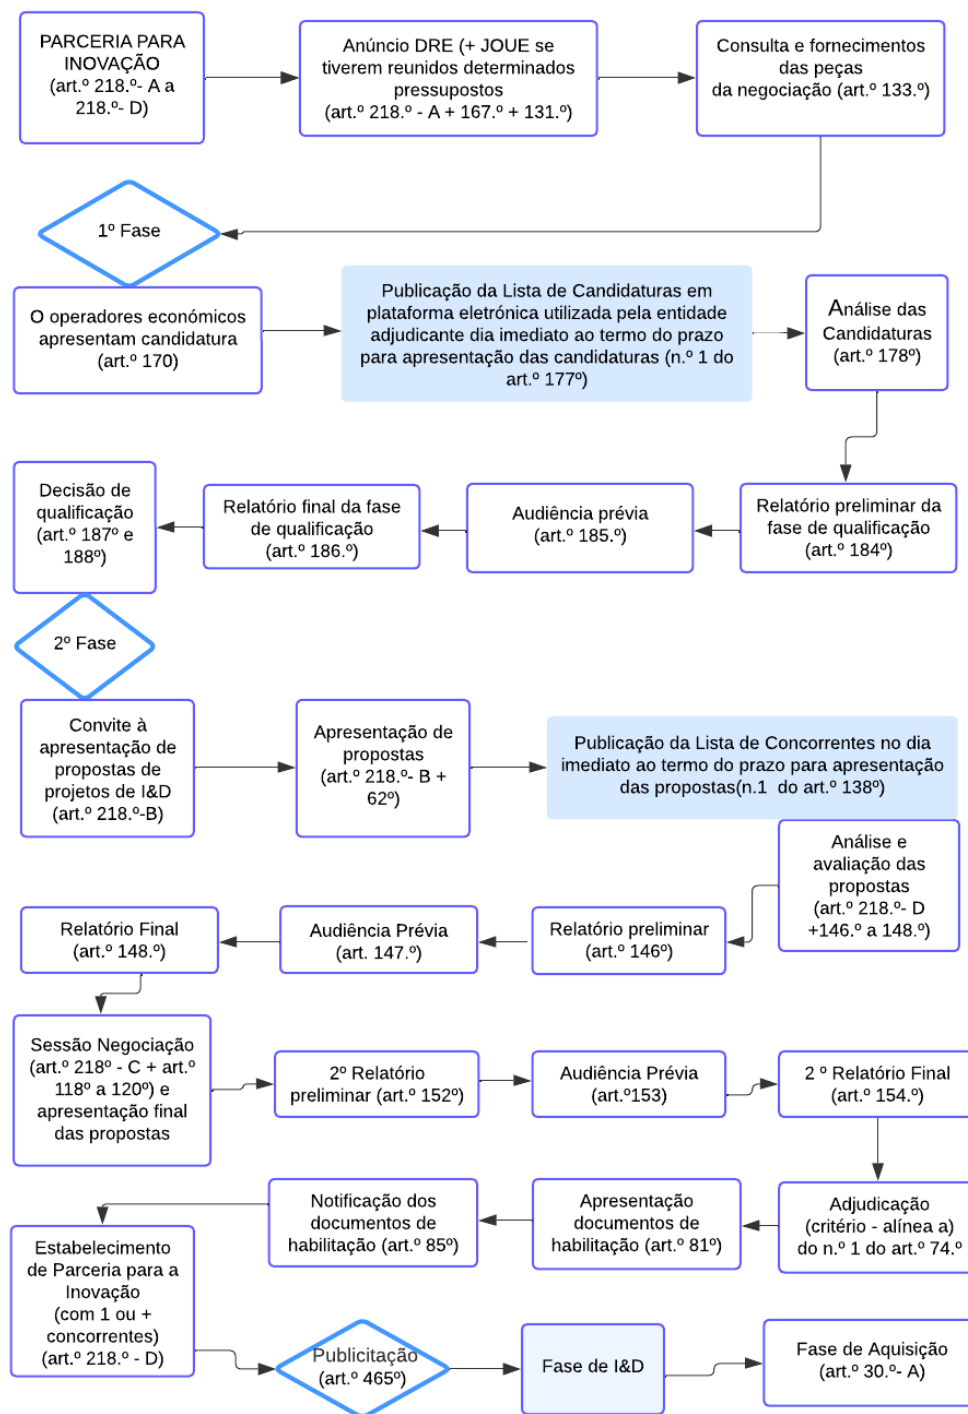 PARCERIA PARA
INOVAÇÃO
(art.º 218.º- A a
218.º- D)
Anúncio DRE (+ JOUE se
tiverem reunidos determinados
pressupostos
(art.º 218.º - A + 167.º + 131.º)
Consulta e fornecimentos
das peças
da negociação (art.º 133.º)
1º Fase
O operadores económicos
apresentam candidatura
(art.º 170)
Publicação da Lista de Candidaturas em
plataforma eletrónica utilizada pela entidade
adjudicante dia imediato ao termo do prazo
para apresentação das candidaturas (n.º 1 do
art.º 177º)
Análise das
Candidaturas
(art.º 178º)
Relatório preliminar da
fase de qualificação
(art.º 184º)
Audiência prévia
(art.º 185.º)
Relatório final da fase
de qualificação
(art.º 186.º)
Decisão de
qualificação
(art.º 187º e
188º)
2º Fase
Convite à
apresentação de
propostas de
projetos de I&D
(art.º 218.º-B)
Apresentação de
propostas
(art.º 218.º- B +
62º)
Publicação da Lista de Concorrentes no dia
imediato ao termo do prazo para apresentação
das propostas(n.1  do art.º 138º)
Análise e
avaliação das
propostas
(art.º 218.º- D
+146.º a 148.º)
Relatório preliminar
(art.º 146º)
Audiência Prévia
(art. 147.º)
Relatório Final
(art.º 148.º)
Sessão Negociação
(art.º 218º - C + art.º
118º a 120º) e
apresentação final
das propostas
2º Relatório
preliminar (art.º 152º)
Audiência Prévia
(art.º153)
2 º Relatório Final
(art.º 154.º)
Adjudicação
(critério - alínea a)
do n.º 1 do art.º 74.º
Apresentação
documentos de
habilitação (art.º 81º)
Notificação dos
documentos de
habilitação (art.º 85º)
Estabelecimento
de Parceria para a
Inovação
(com 1 ou +
concorrentes)
(art.º 218.º - D)
Publicitação
(art.º 465º)
Fase de I&D
Fase de Aquisição
(art.º 30.º- A)